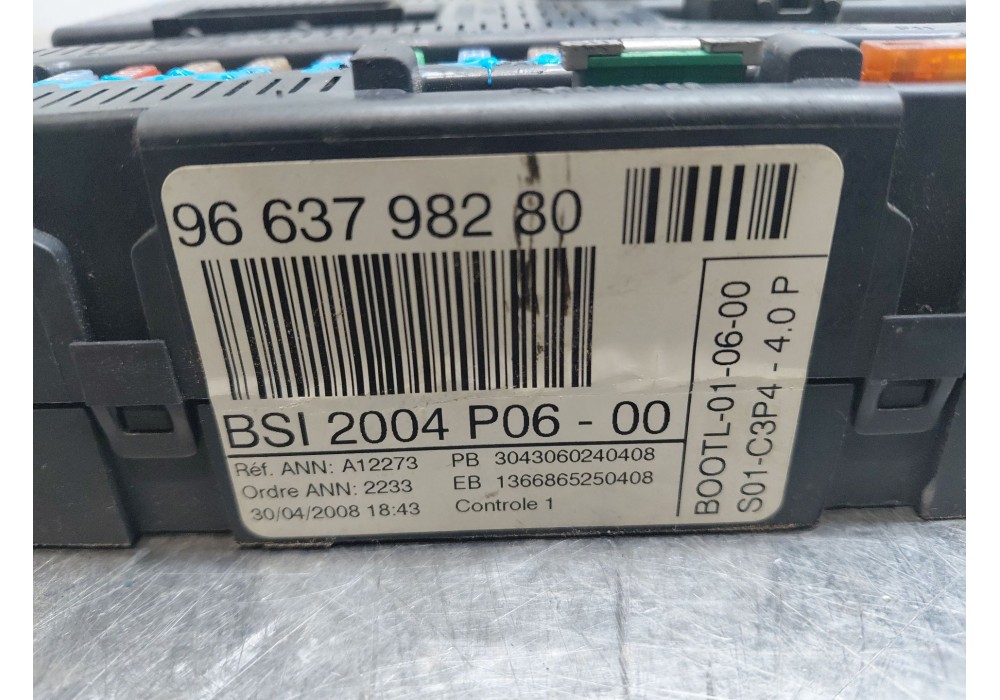 96 637 982 80
BSI 2004 P06 - 00
Réf. ANN: A12273 PB 3043060240408
Ordre ANN: 2233 EB 1366865250408
30/04/2008 18:43 Controle 1
BOOTL-01-06-00
S01-C3P4 - 4.0 P